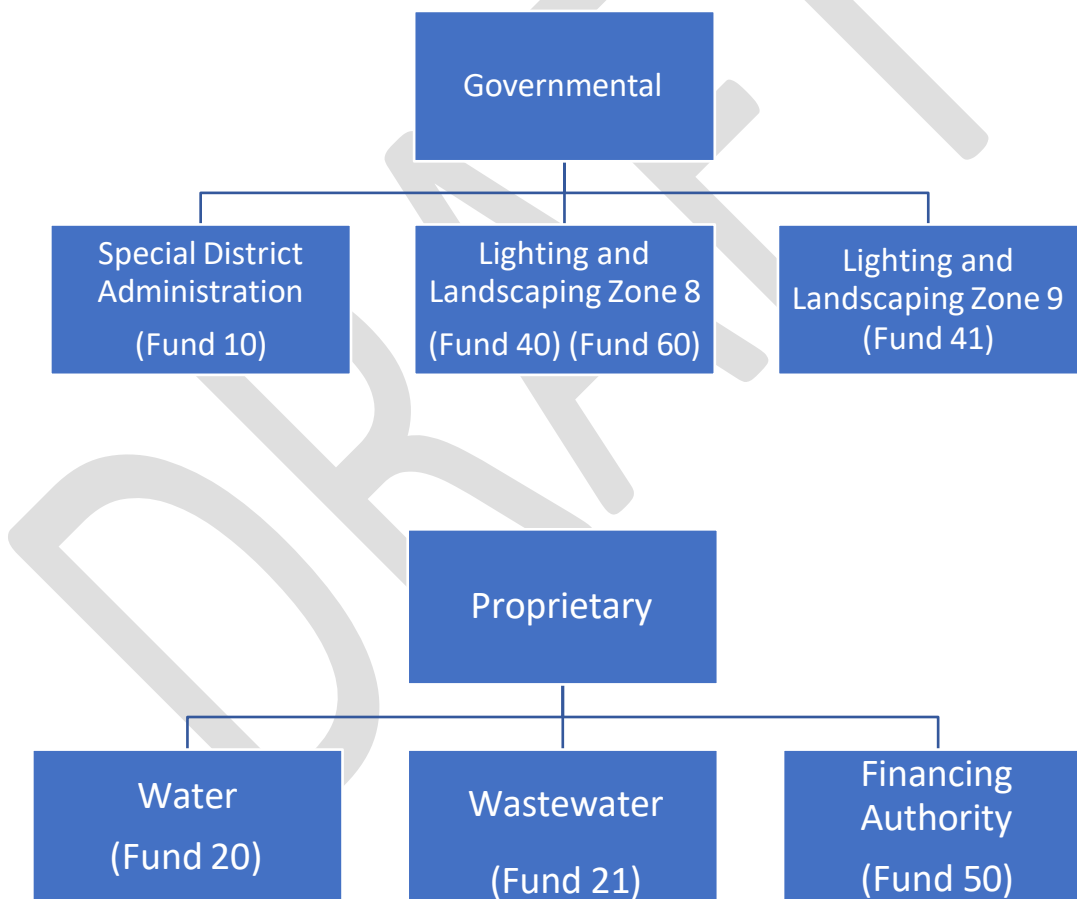 Governmental
Special District
Administration
(Fund 10)
Lighting and
Landscaping Zone 8
(Fund 40) (Fund 60)
Lighting and
Landscaping Zone 9
(Fund 41)
Proprietary
Water
(Fund 20)
Wastewater
(Fund 21)
Financing
Authority
(Fund 50)
DRAFT